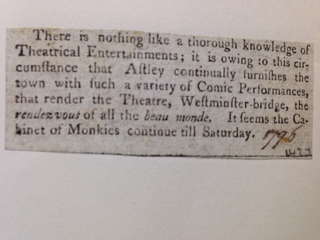 There is nothing like a thorough knowledge of
Theatrical Entertainments; it is owing to this cir-
cumſtance that Aſtley continually furniſhes the
town with ſuch a variety of Comic Performances,
that render the Theatre, Weſtminſter-bridge, the
rendezvous of all the beau monde. It ſeems the Ca-
binet of Monkies continue till Saturday. 1795